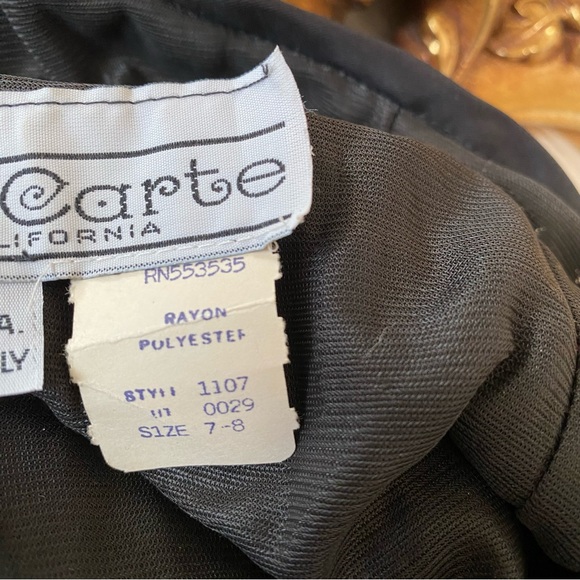 Carte
LIFORNIA
A.
LY
RN553535
RAYON
POLYESTER
STYLE 1107
0029
SIZE 7-8